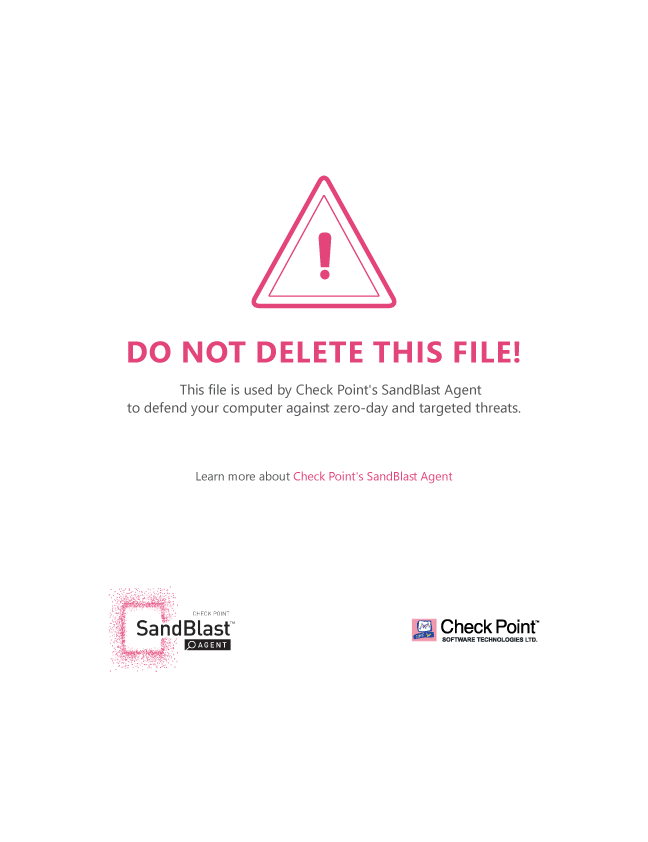 !
DO NOT DELETE THIS FILE!
This file is used by Check Point's SandBlast Agent
to defend your computer against zero-day and targeted threats.
Learn more about Check Point's SandBlast Agent
CHECK POINT
SandBlast™
AGENT
Check Point™
SOFTWARE TECHNOLOGIES LTD.